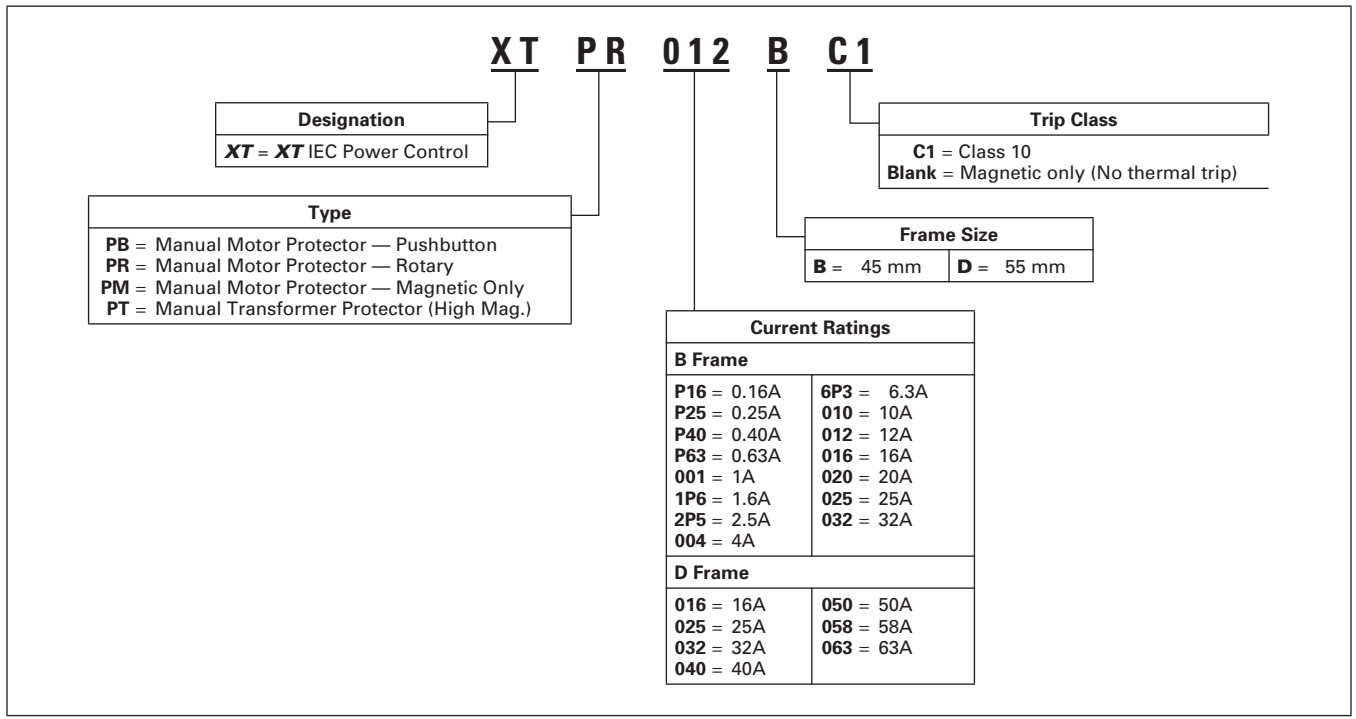 XT PR 012 B C1
Designation
XT = XT IEC Power Control
Trip Class
C1 = Class 10
Blank = Magnetic only (No thermal trip)
Type
PB = Manual Motor Protector — Pushbutton
PR = Manual Motor Protector — Rotary
PM = Manual Motor Protector — Magnetic Only
PT = Manual Transformer Protector (High Mag.)
Frame Size
B = 45 mm
D = 55 mm
Current Ratings
B Frame
P16 = 0.16A
P25 = 0.25A
P40 = 0.40A
P63 = 0.63A
001 = 1A
1P6 = 1.6A
2P5 = 2.5A
004 = 4A
6P3 = 6.3A
010 = 10A
012 = 12A
016 = 16A
020 = 20A
025 = 25A
032 = 32A
D Frame
016 = 16A
025 = 25A
032 = 32A
040 = 40A
050 = 50A
058 = 58A
063 = 63A